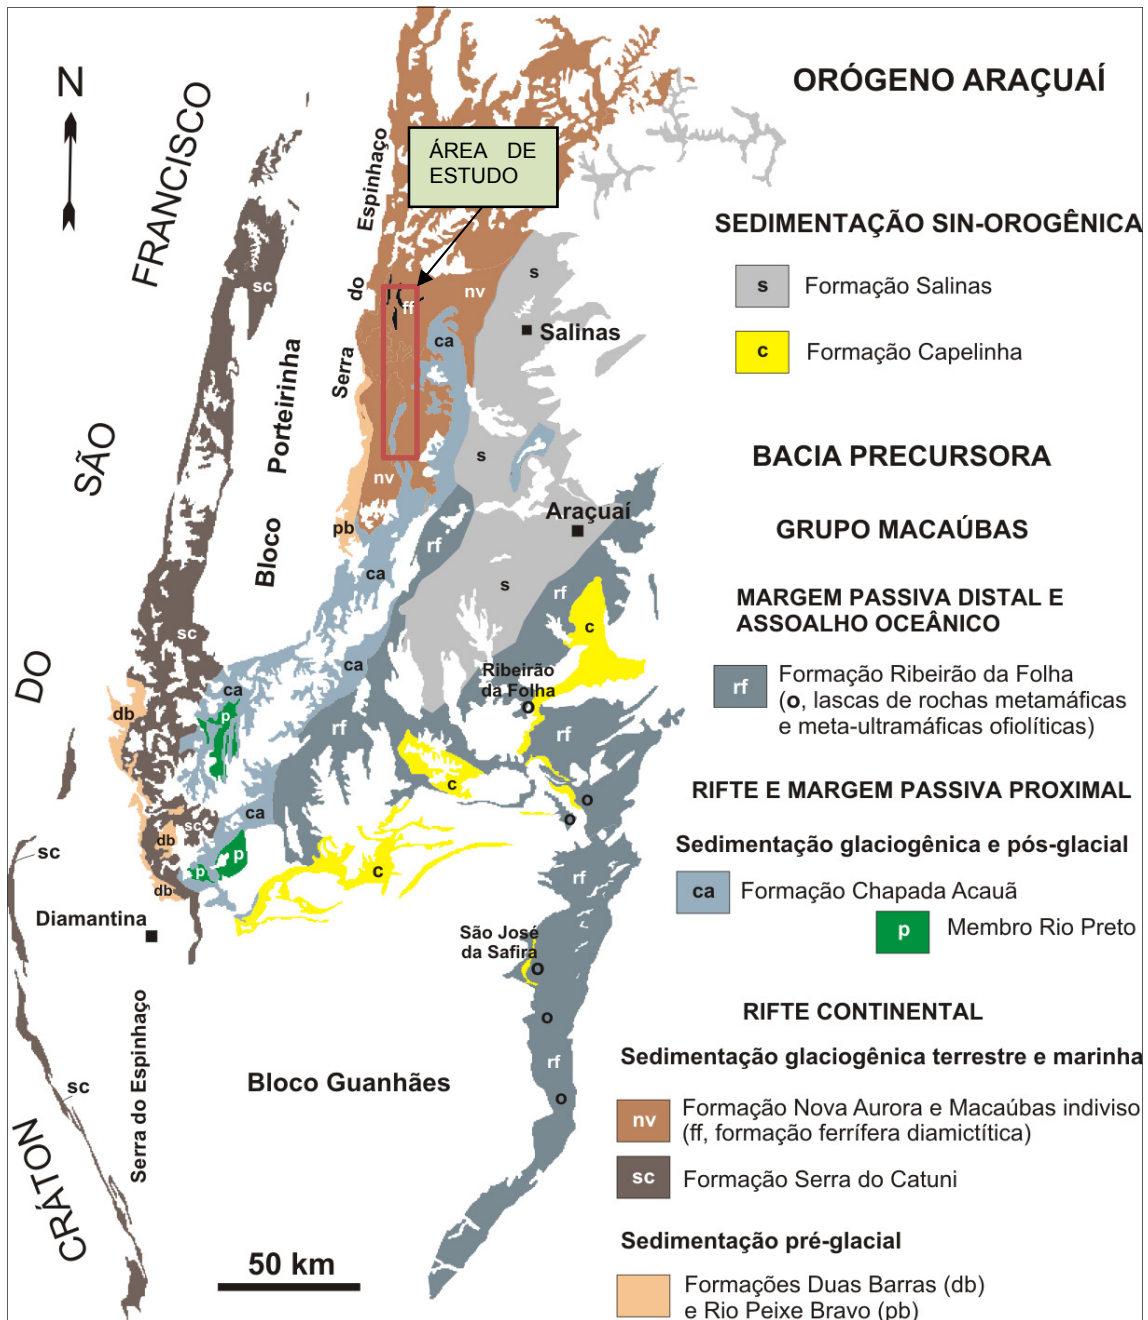 ORÓGENO ARAÇUAÍ
N
ÁREA DE
ESTUDO
SÃO
FRANCISCO
DO
CRÁTON
Serra
do
Espinhaço
Bloco
Porteirinha
sc
ff
nv
s
ca
Salinas
s
nv
pb
Araçuaí
rf
ca
s
rf
c
sc
ca
ca
Ribeirão
da Folha
o
db
p
rf
rf
c
o
o
ca
sc
db
p
p
db
c
rf
sc
Diamantina
São José
da Safira
o
o
rf
o
sc
Serra do Espinhaço
Bloco Guanhães
50 km
SEDIMENTAÇÃO SIN-OROGÊNICA
s Formação Salinas
c Formação Capelinha
BACIA PRECURSORA
GRUPO MACAÚBAS
MARGEM PASSIVA DISTAL E
ASSOALHO OCEÂNICO
rf Formação Ribeirão da Folha
(o, lascas de rochas metamáficas
e meta-ultramáficas ofiolíticas)
RIFTE E MARGEM PASSIVA PROXIMAL
Sedimentação glaciogênica e pós-glacial
ca Formação Chapada Acauã
p Membro Rio Preto
RIFTE CONTINENTAL
Sedimentação glaciogênica terrestre e marinha
nv Formação Nova Aurora e Macaúbas indiviso
(ff, formação ferrífera diamictítica)
sc Formação Serra do Catuni
Sedimentação pré-glacial
Formações Duas Barras (db)
e Rio Peixe Bravo (pb)